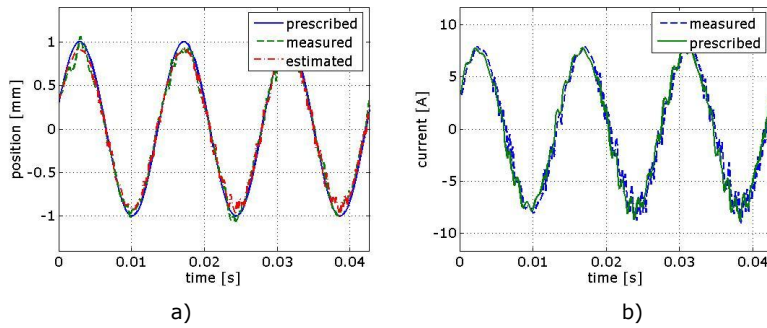 prescribed
measured
estimated
1
0.5
0
-0.5
-1
position [mm]
0
0.01
0.02
0.03
0.04
time [s]
a)
measured
prescribed
10
5
0
-5
-10
current [A]
0
0.01
0.02
0.03
0.04
time [s]
b)